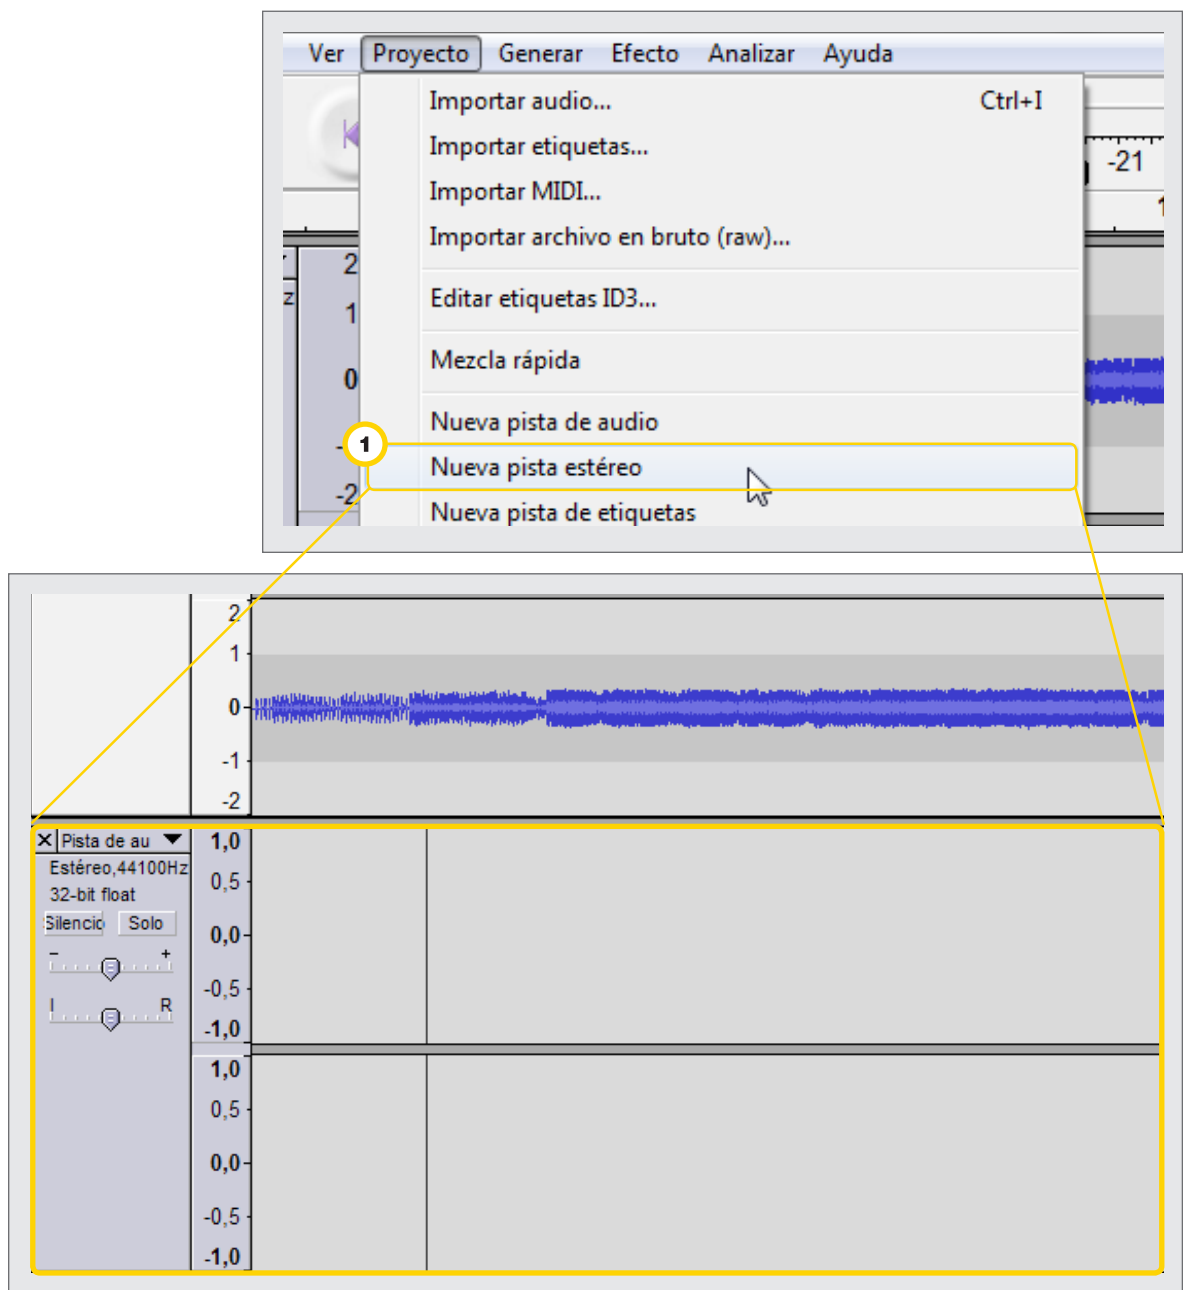 Ver Proyecto Generar Efecto Analizar Ayuda
Importar audio... Ctrl+I
Importar etiquetas...
Importar MIDI...
Importar archivo en bruto (raw)...
Editar etiquetas ID3...
Mezcla rápida
Nueva pista de audio
1
Nueva pista estéreo
Nueva pista de etiquetas
-21
1
z
2
1
0
-
-2
2
1
0
-1
-2
X Pista de au
Estéreo,44100Hz
32-bit float
Silencio Solo
- +
I R
1,0
0,5
0,0
-0,5
-1,0
1,0
0,5
0,0
-0,5
-1,0